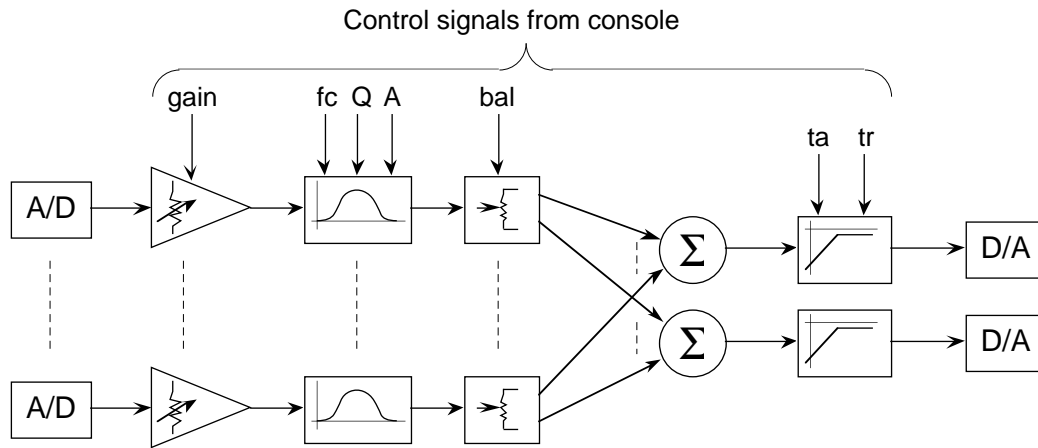 Control signals from console
gain fc Q A bal
ta tr
A/D
Σ
D/A
Σ
D/A
A/D